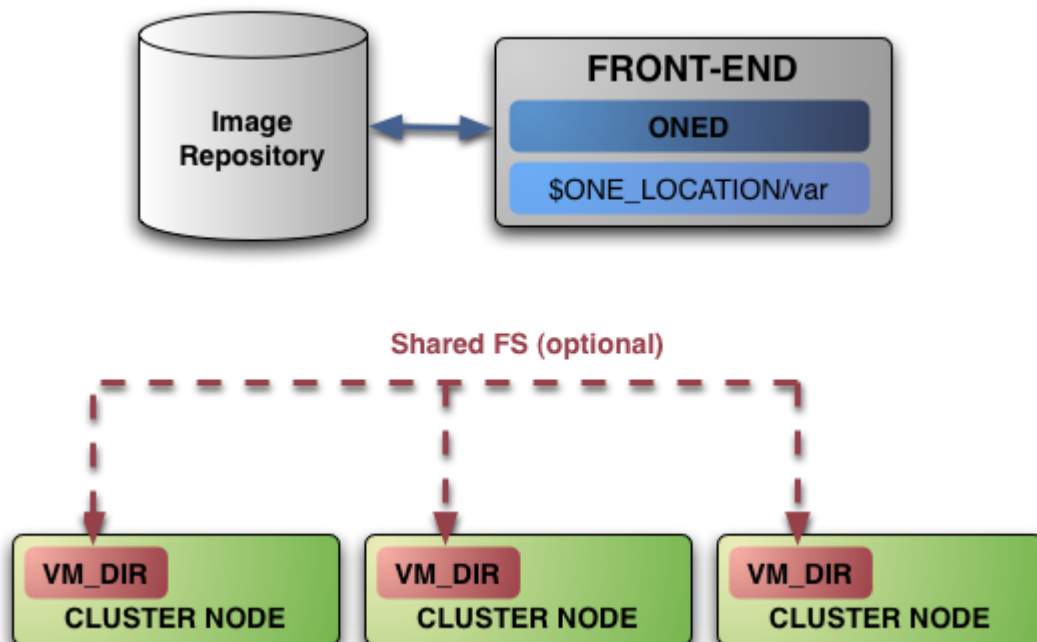 Image
Repository
FRONT-END
ONED
$ONE_LOCATION/var
Shared FS (optional)
VM_DIR
CLUSTER NODE
VM_DIR
CLUSTER NODE
VM_DIR
CLUSTER NODE